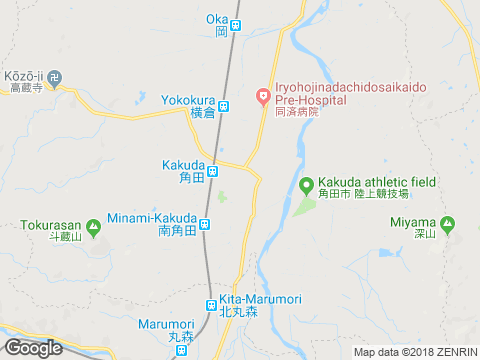 Oka
岡
Kōzō-ji
高蔵寺
Yokokura
横倉
Iryohojinadachidosaikaido
Pre-Hospital
同済病院
Kakuda
角田
Kakuda athletic field
角田市 陸上競技場
Minami-Kakuda
南角田
Tokurasan
斗蔵山
Miyama
深山
Kita-Marumori
北丸森
Marumori
丸森
Google
Map data ©2018 ZENRIN